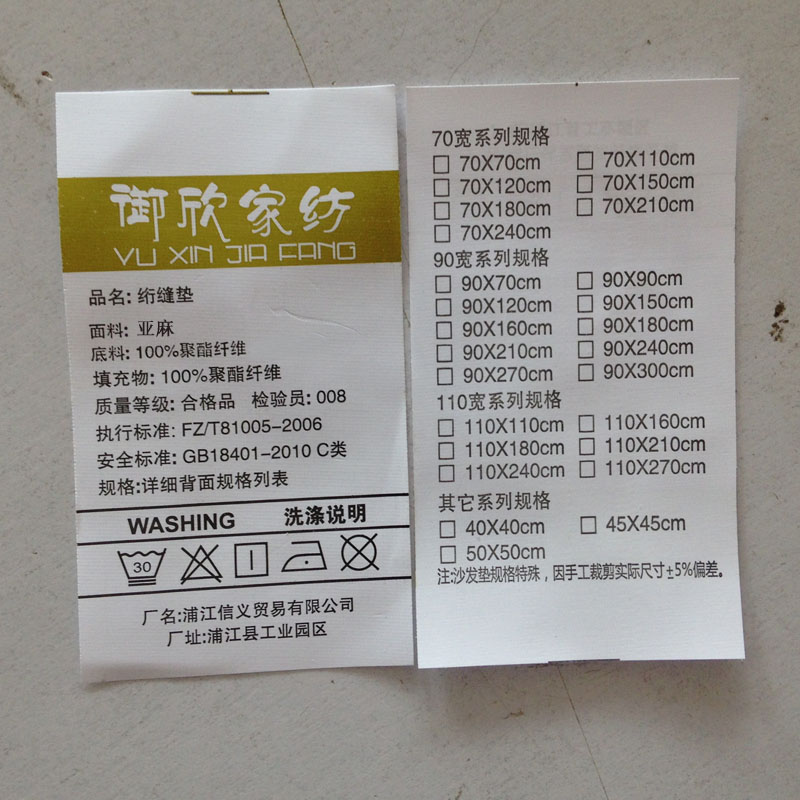 御欣家纺
YU XIN JIA FANG
品名: 绗缝垫
面料: 亚麻
底料: 100%聚酯纤维
填充物: 100%聚酯纤维
质量等级: 合格品 检验员: 008
执行标准: FZ/T81005-2006
安全标准: GB18401-2010 C类
规格:详细背面规格列表
WASHING 洗涤说明
30
厂名:浦江信义贸易有限公司
厂址:浦江县工业园区
70宽系列规格
70X70cm 70X110cm
70X120cm 70X150cm
70X180cm 70X210cm
70X240cm
90宽系列规格
90X70cm 90X90cm
90X120cm 90X150cm
90X160cm 90X180cm
90X210cm 90X240cm
90X270cm 90X300cm
110宽系列规格
110X110cm 110X160cm
110X180cm 110X210cm
110X240cm 110X270cm
其它系列规格
40X40cm 45X45cm
50X50cm
注:沙发垫规格特殊，因手工裁剪实际尺寸±5%偏差。